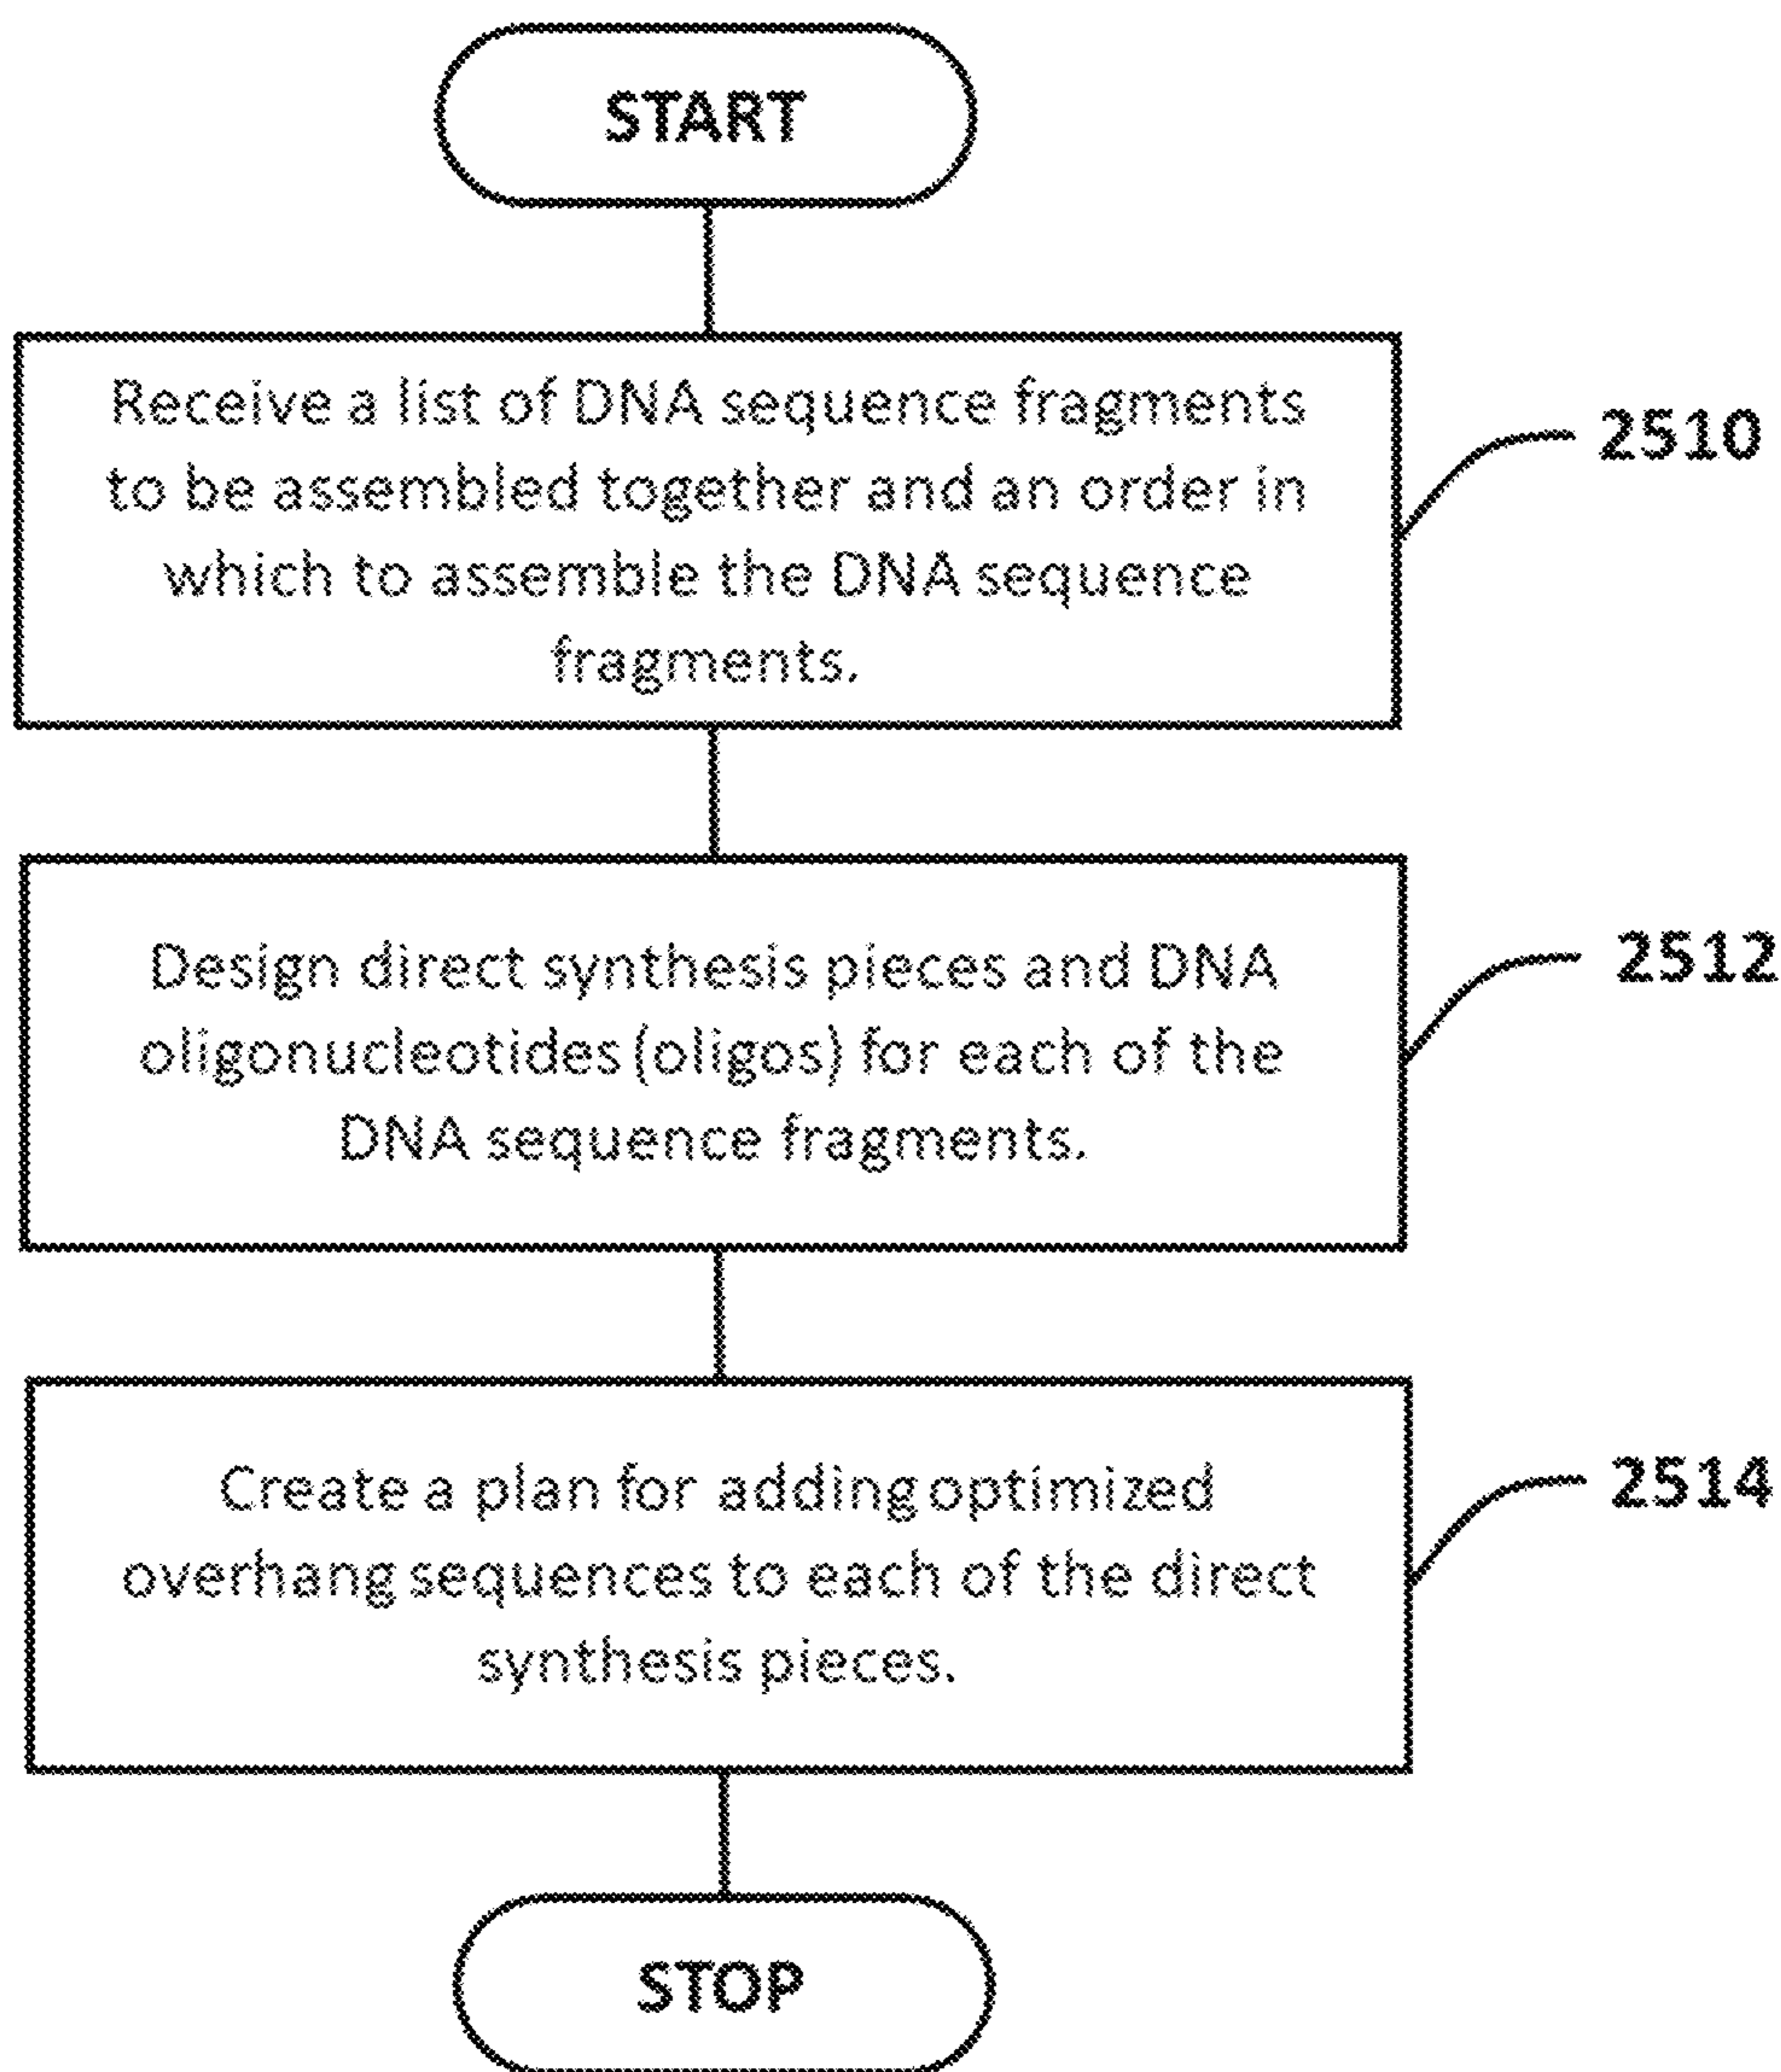 START
Receive a list of DNA sequence fragments
to be assembled together and an order in
which to assemble the DNA sequence
fragments.
2510
Design direct synthesis pieces and DNA
oligonucleotides (oligos) for each of the
DNA sequence fragments.
2512
Create a plan for adding optimized
overhang sequences to each of the direct
synthesis pieces.
2514
STOP